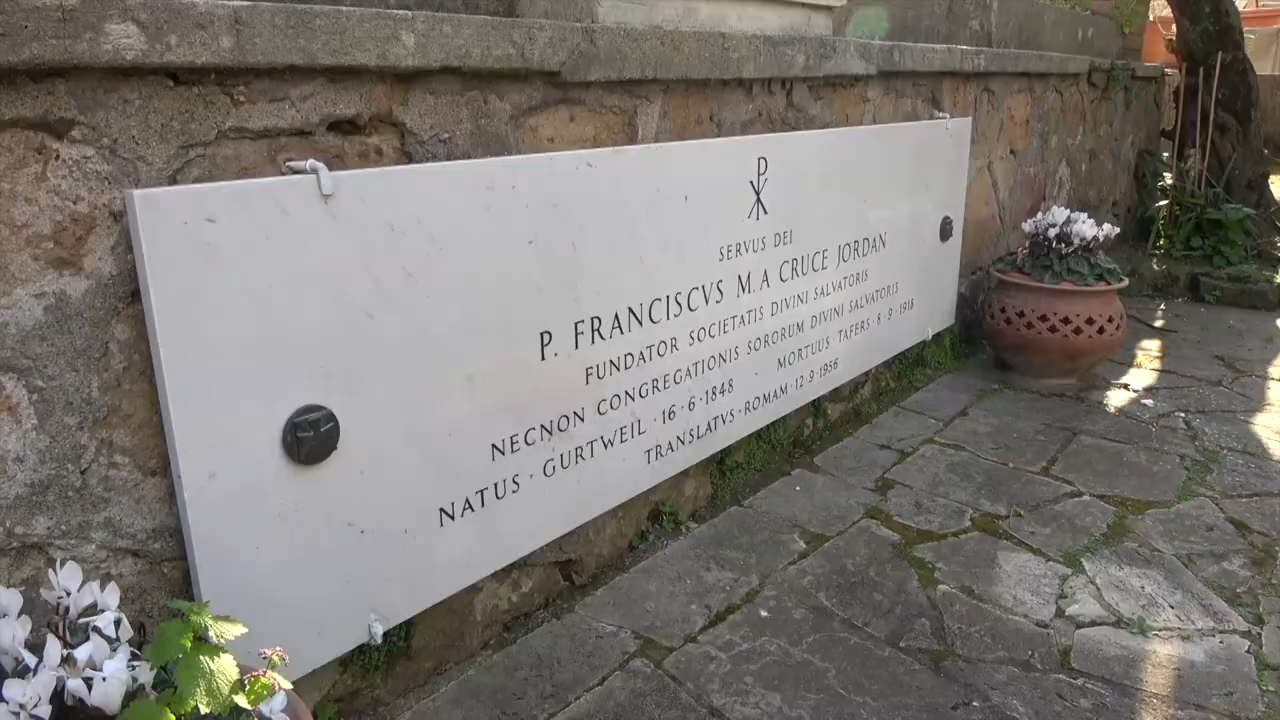 SERVUS DEI
P. FRANCISCVS M. A CRUCE JORDAN
FUNDATOR SOCIETATIS DIVINI SALVATORIS
NECNON CONGREGATIONIS SORORUM DIVINI SALVATORIS
NATUS · GURTWEIL · 16 · 6 · 1848 · MORTUUS · TAFERS · 8 · 9 · 1918
TRANSLATVS · ROMAM · 12 · 9 · 1956